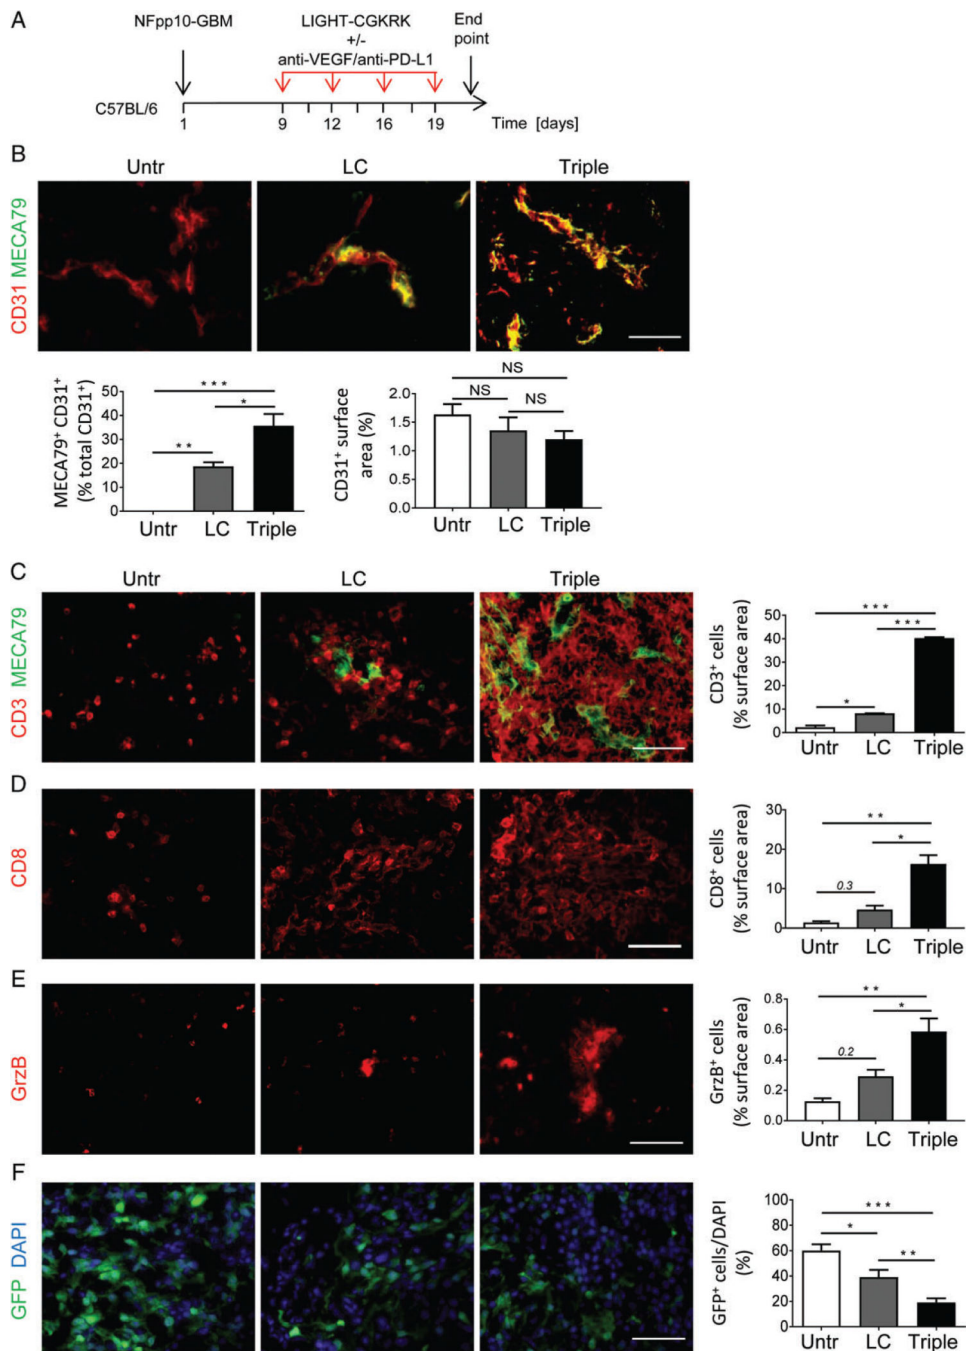 A
NFpp10-GBM
LIGHT-CGKRK
+/-
anti-VEGF/anti-PD-L1
End
point
C57BL/6
1 9 12 16 19 Time [days]
B
Untr LC Triple
CD31 MECA79
MECA79⁺ CD31⁺
(% total CD31⁺)
50
40
30
20
10
0
* * *
*
* *
Untr LC Triple
CD31⁺ surface
area (%)
2.0
1.5
1.0
0.5
0.0
NS
NS NS
Untr LC Triple
C
Untr LC Triple
CD3 MECA79
CD3⁺ cells
(% surface area)
50
40
30
20
10
0
* * *
* * *
*
Untr LC Triple
D
CD8
CD8⁺ cells
(% surface area)
30
20
10
0
* *
*
0.3
Untr LC Triple
E
GrzB
GrzB⁺ cells
(% surface area)
0.8
0.6
0.4
0.2
0.0
* *
*
0.2
Untr LC Triple
F
GFP DAPI
GFP⁺ cells/DAPI
(%)
100
80
60
40
20
0
* * *
*
* *
Untr LC Triple